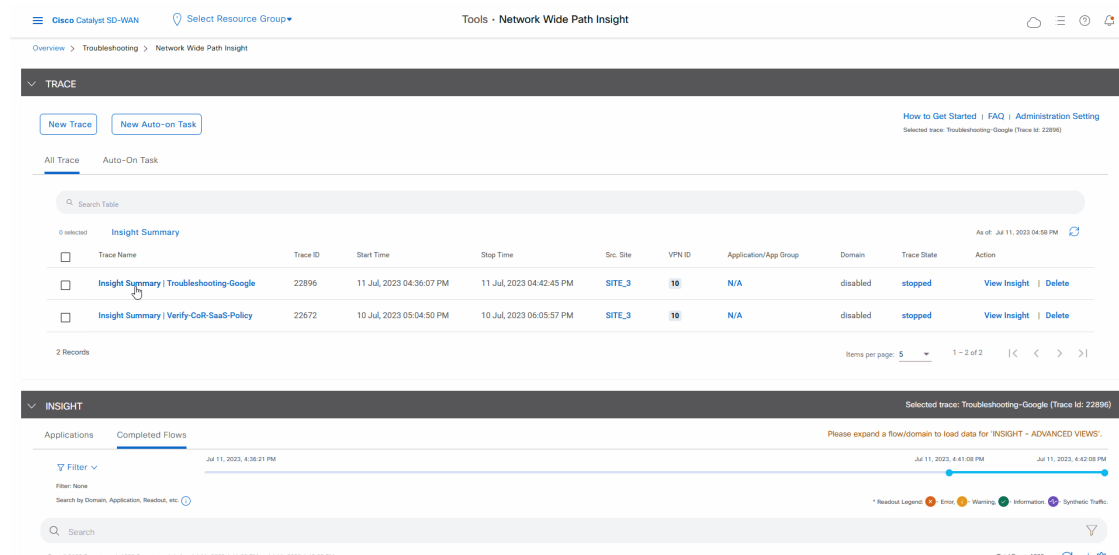 Cisco Catalyst SD-WAN
Select Resource Group
Tools · Network Wide Path Insight
Overview > Troubleshooting > Network Wide Path Insight
TRACE
New Trace
New Auto-on Task
How to Get Started | FAQ | Administration Setting
Selected trace: Troubleshooting-Google (Trace Id: 22896)
All Trace
Auto-On Task
Search Table
0 selected
Insight Summary
As of: Jul 11, 2023 04:58 PM
Trace Name Trace ID Start Time Stop Time Src. Site VPN ID Application/App Group Domain Trace State Action
Insight Summary | Troubleshooting-Google 22896 11 Jul, 2023 04:36:07 PM 11 Jul, 2023 04:42:45 PM SITE_3 10 N/A disabled stopped View Insight | Delete
Insight Summary | Verify-CoR-SaaS-Policy 22672 10 Jul, 2023 05:04:50 PM 10 Jul, 2023 06:05:57 PM SITE_3 10 N/A disabled stopped View Insight | Delete
2 Records
Items per page: 5
1 – 2 of 2
INSIGHT
Selected trace: Troubleshooting-Google (Trace Id: 22896)
Applications
Completed Flows
Please expand a flow/domain to load data for 'INSIGHT - ADVANCED VIEWS'.
Filter
Jul 11, 2023, 4:36:21 PM
Jul 11, 2023, 4:41:08 PM
Jul 11, 2023, 4:42:08 PM
Filter: None
Search by Domain, Application, Readout, etc.
* Readout Legend: - Error, - Warning, - Information, - Synthetic Traffic.
Search